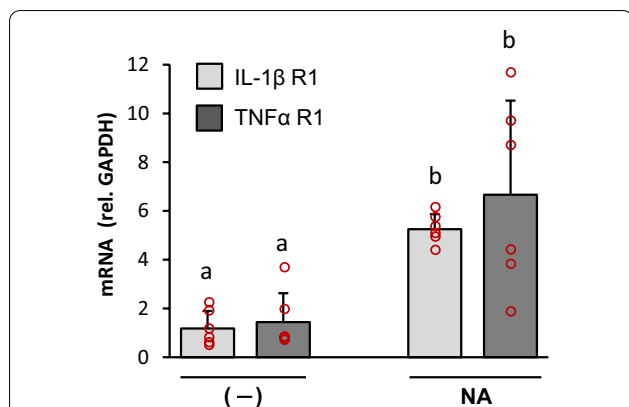 b
12
IL-1β R1
10
TNFα R1
8
b
mRNA (rel. GAPDH)
6
a
a
4
2
0
(−)
NA